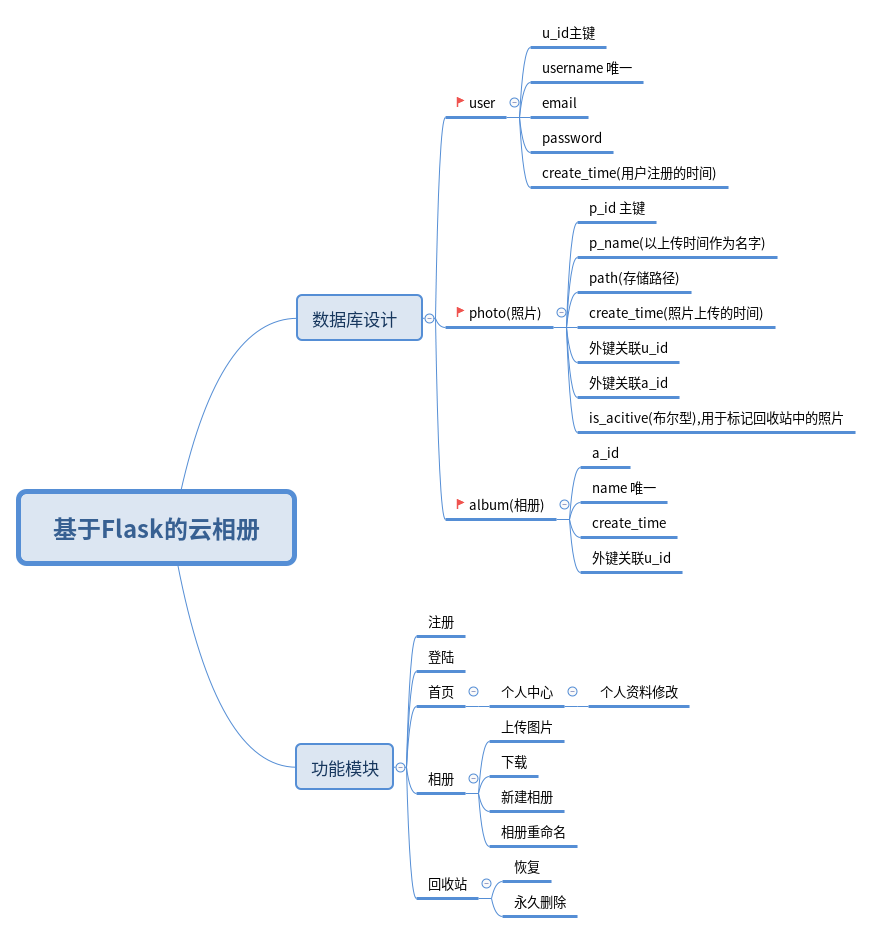 基于Flask的云相册
数据库设计
user
u_id主键
username 唯一
email
password
create_time(用户注册的时间)
photo(照片)
p_id 主键
p_name(以上传时间作为名字)
path(存储路径)
create_time(照片上传的时间)
外键关联u_id
外键关联a_id
is_acitive(布尔型),用于标记回收站中的照片
album(相册)
a_id
name 唯一
create_time
外键关联u_id
功能模块
注册
登陆
首页
个人中心
个人资料修改
相册
上传图片
下载
新建相册
相册重命名
回收站
恢复
永久删除